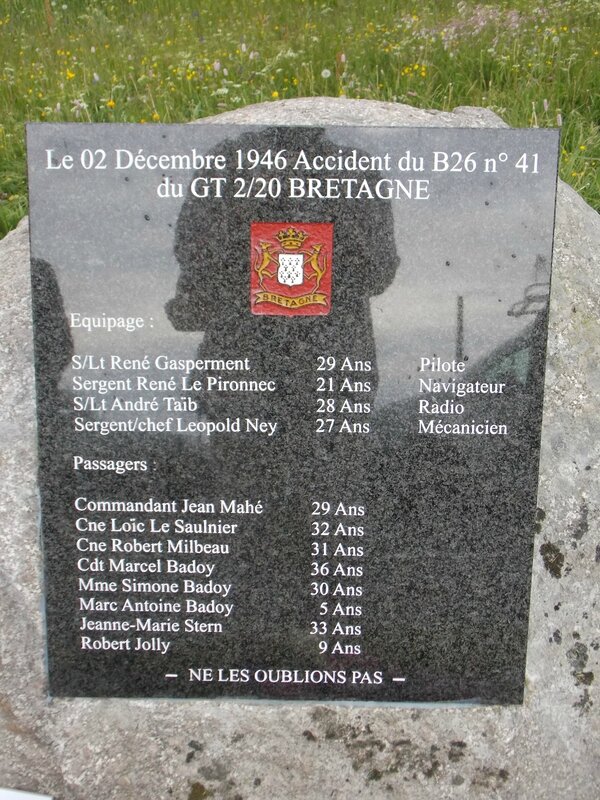 Le 02 Décembre 1946 Accident du B26 n° 41
du GT 2/20 BRETAGNE
BRETAGNE
Equipage :
S/Lt René Gasperment 29 Ans Pilote
Sergent René Le Pironnec 21 Ans Navigateur
S/Lt André Taïb 28 Ans Radio
Sergent/chef Leopold Ney 27 Ans Mécanicien
Passagers :
Commandant Jean Mahé 29 Ans
Cne Loïc Le Saulnier 32 Ans
Cne Robert Milbeau 31 Ans
Cdt Marcel Badoy 36 Ans
Mme Simone Badoy 30 Ans
Marc Antoine Badoy 5 Ans
Jeanne-Marie Stern 33 Ans
Robert Jolly 9 Ans
– NE LES OUBLIONS PAS –